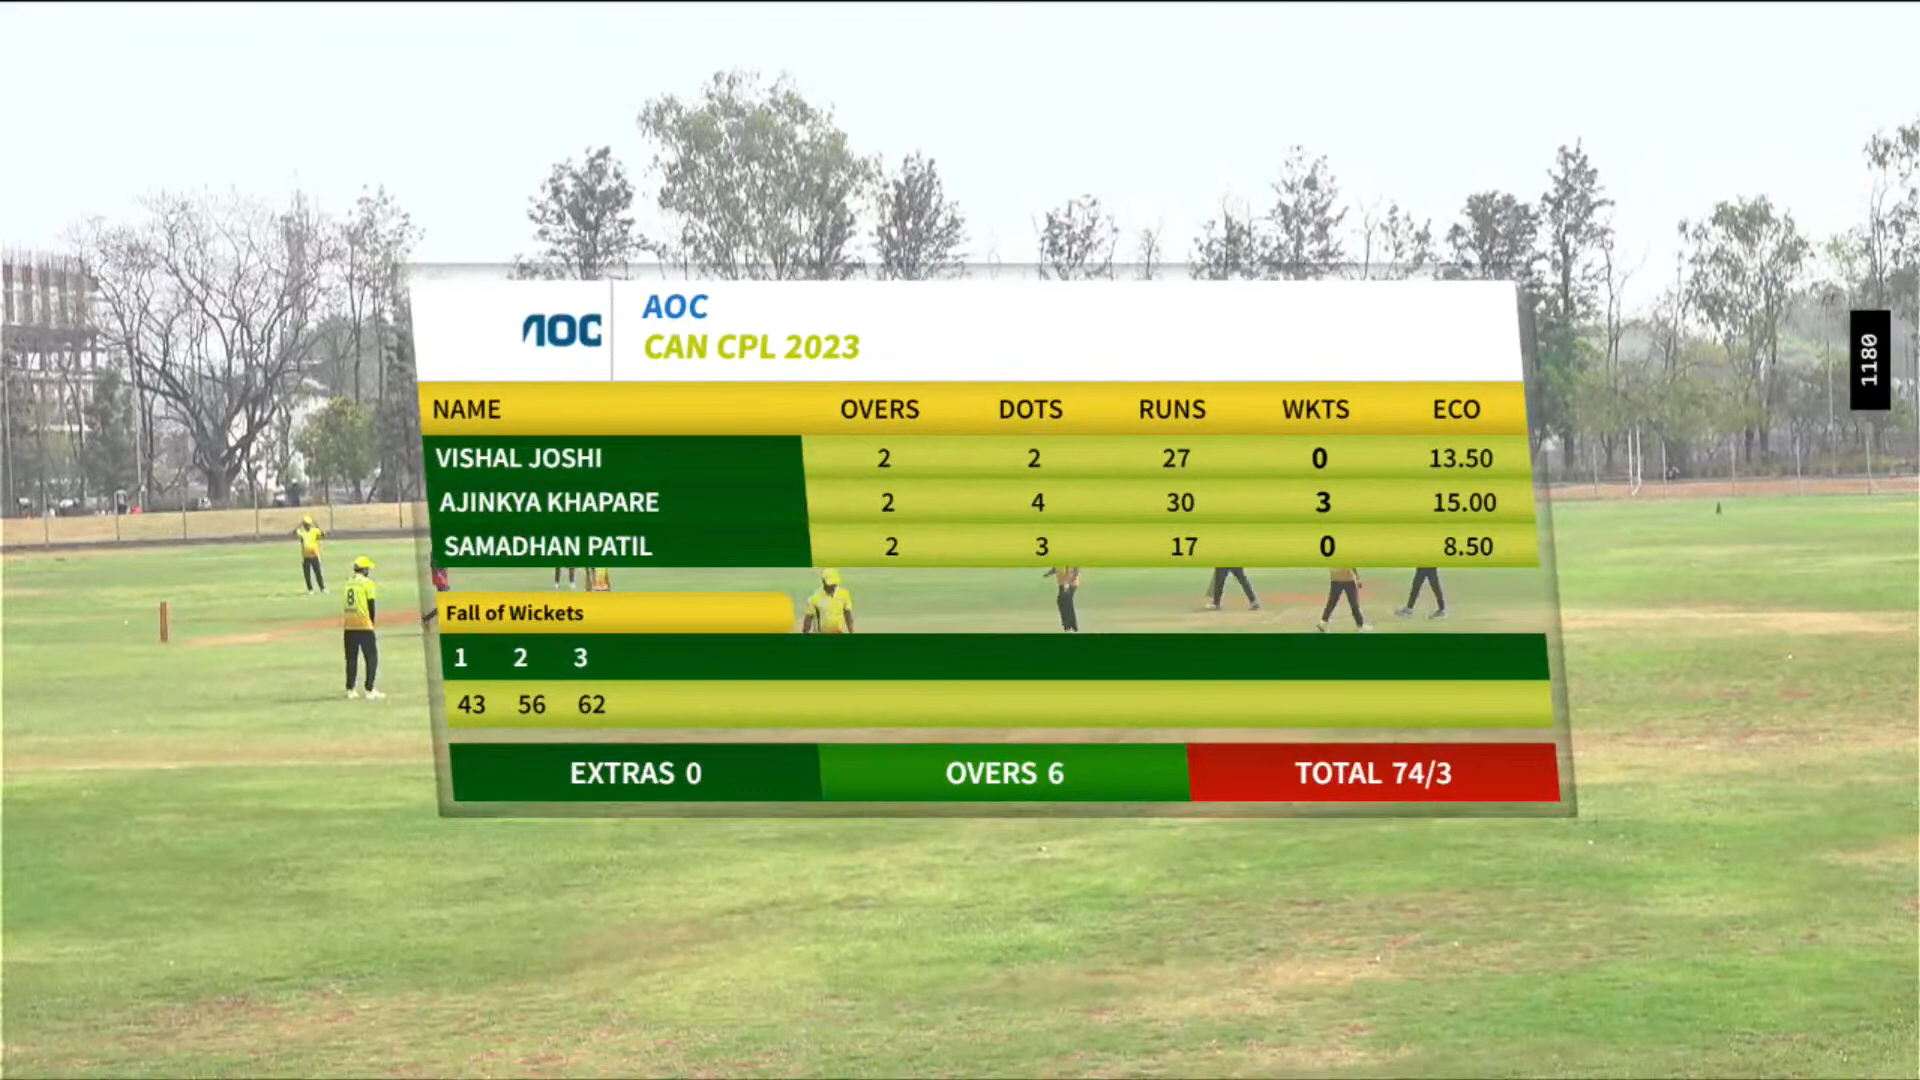 AOC
AOC
CAN CPL 2023
NAME OVERS DOTS RUNS WKTS ECO
VISHAL JOSHI 2 2 27 0 13.50
AJINKYA KHAPARE 2 4 30 3 15.00
SAMADHAN PATIL 2 3 17 0 8.50
Fall of Wickets
1 2 3
43 56 62
EXTRAS 0 OVERS 6 TOTAL 74/3
1180
8